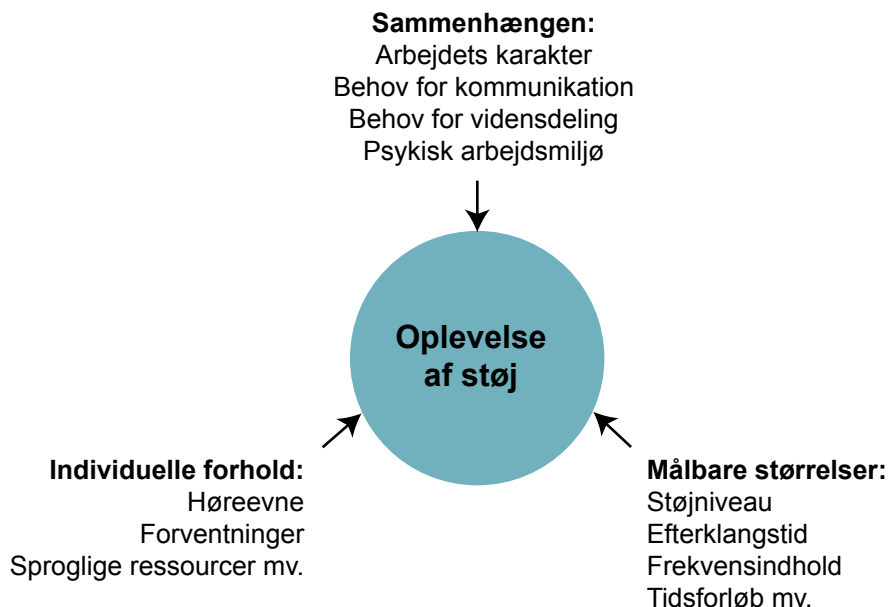 Sammenhængen:
Arbejdets karakter
Behov for kommunikation
Behov for vidensdeling
Psykisk arbejdsmiljø
Oplevelse
af støj
Individuelle forhold:
Høreevne
Forventninger
Sproglige ressourcer mv.
Målbare størrelser:
Støjniveau
Efterklangstid
Frekvensindhold
Tidsforløb mv.